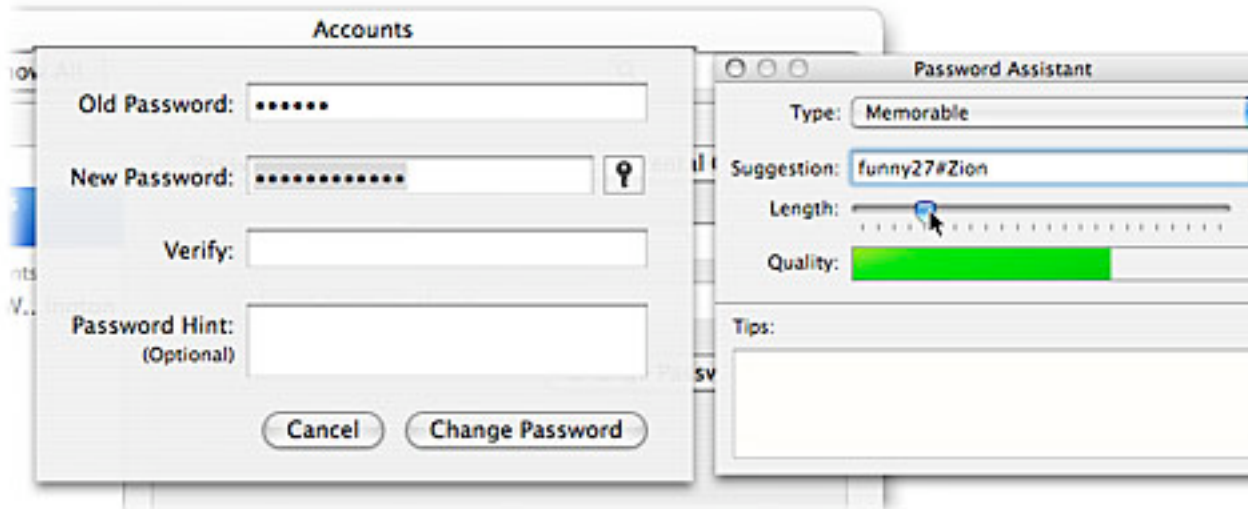 Accounts
Old Password: ••••••
New Password: ••••••••••••
Verify:
Password Hint:
(Optional)
Cancel
Change Password
Password Assistant
Type: Memorable
Suggestion: funny27#Zion
Length:
Quality:
Tips: